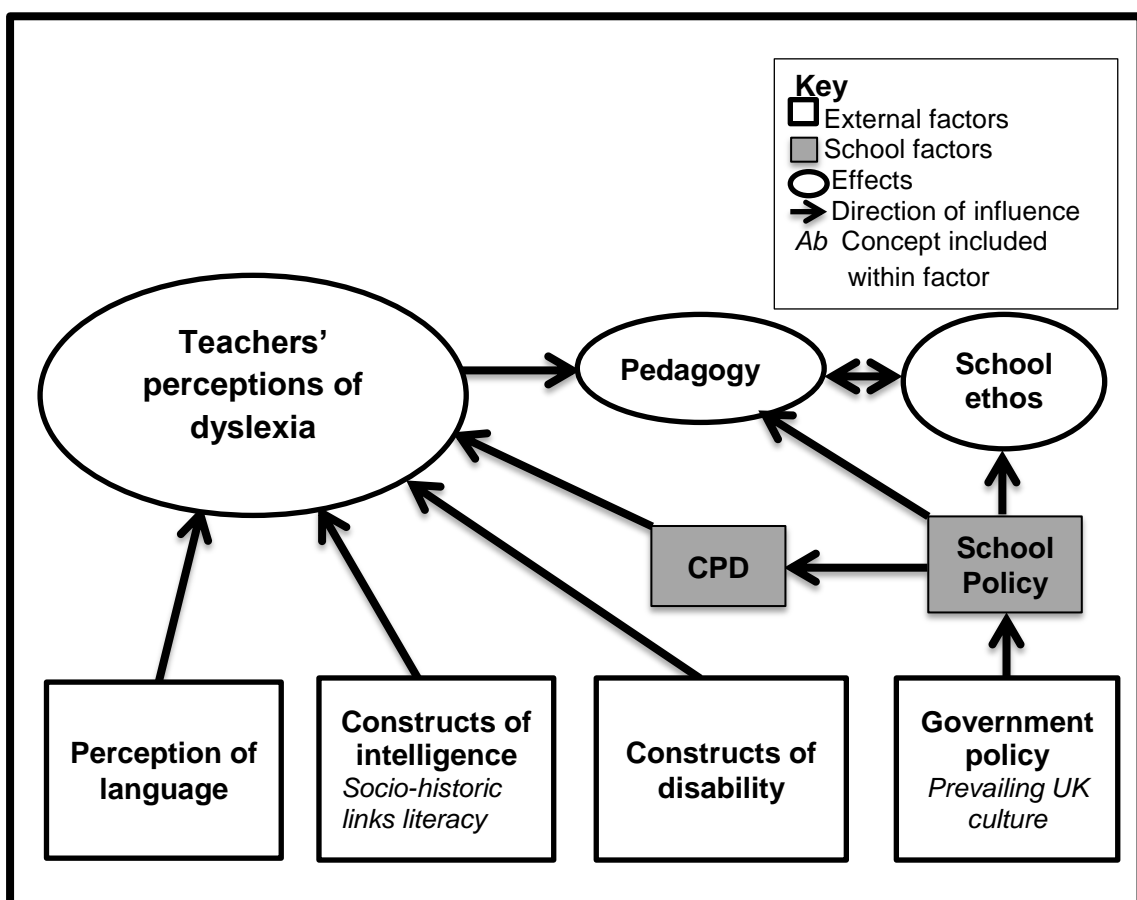 Key
External factors
School factors
Effects
Direction of influence
Ab Concept included
within factor
Teachers’
perceptions of
dyslexia
Pedagogy
School
ethos
CPD
School
Policy
Perception of
language
Constructs of
intelligence
Socio-historic
links literacy
Constructs of
disability
Government
policy
Prevailing UK
culture